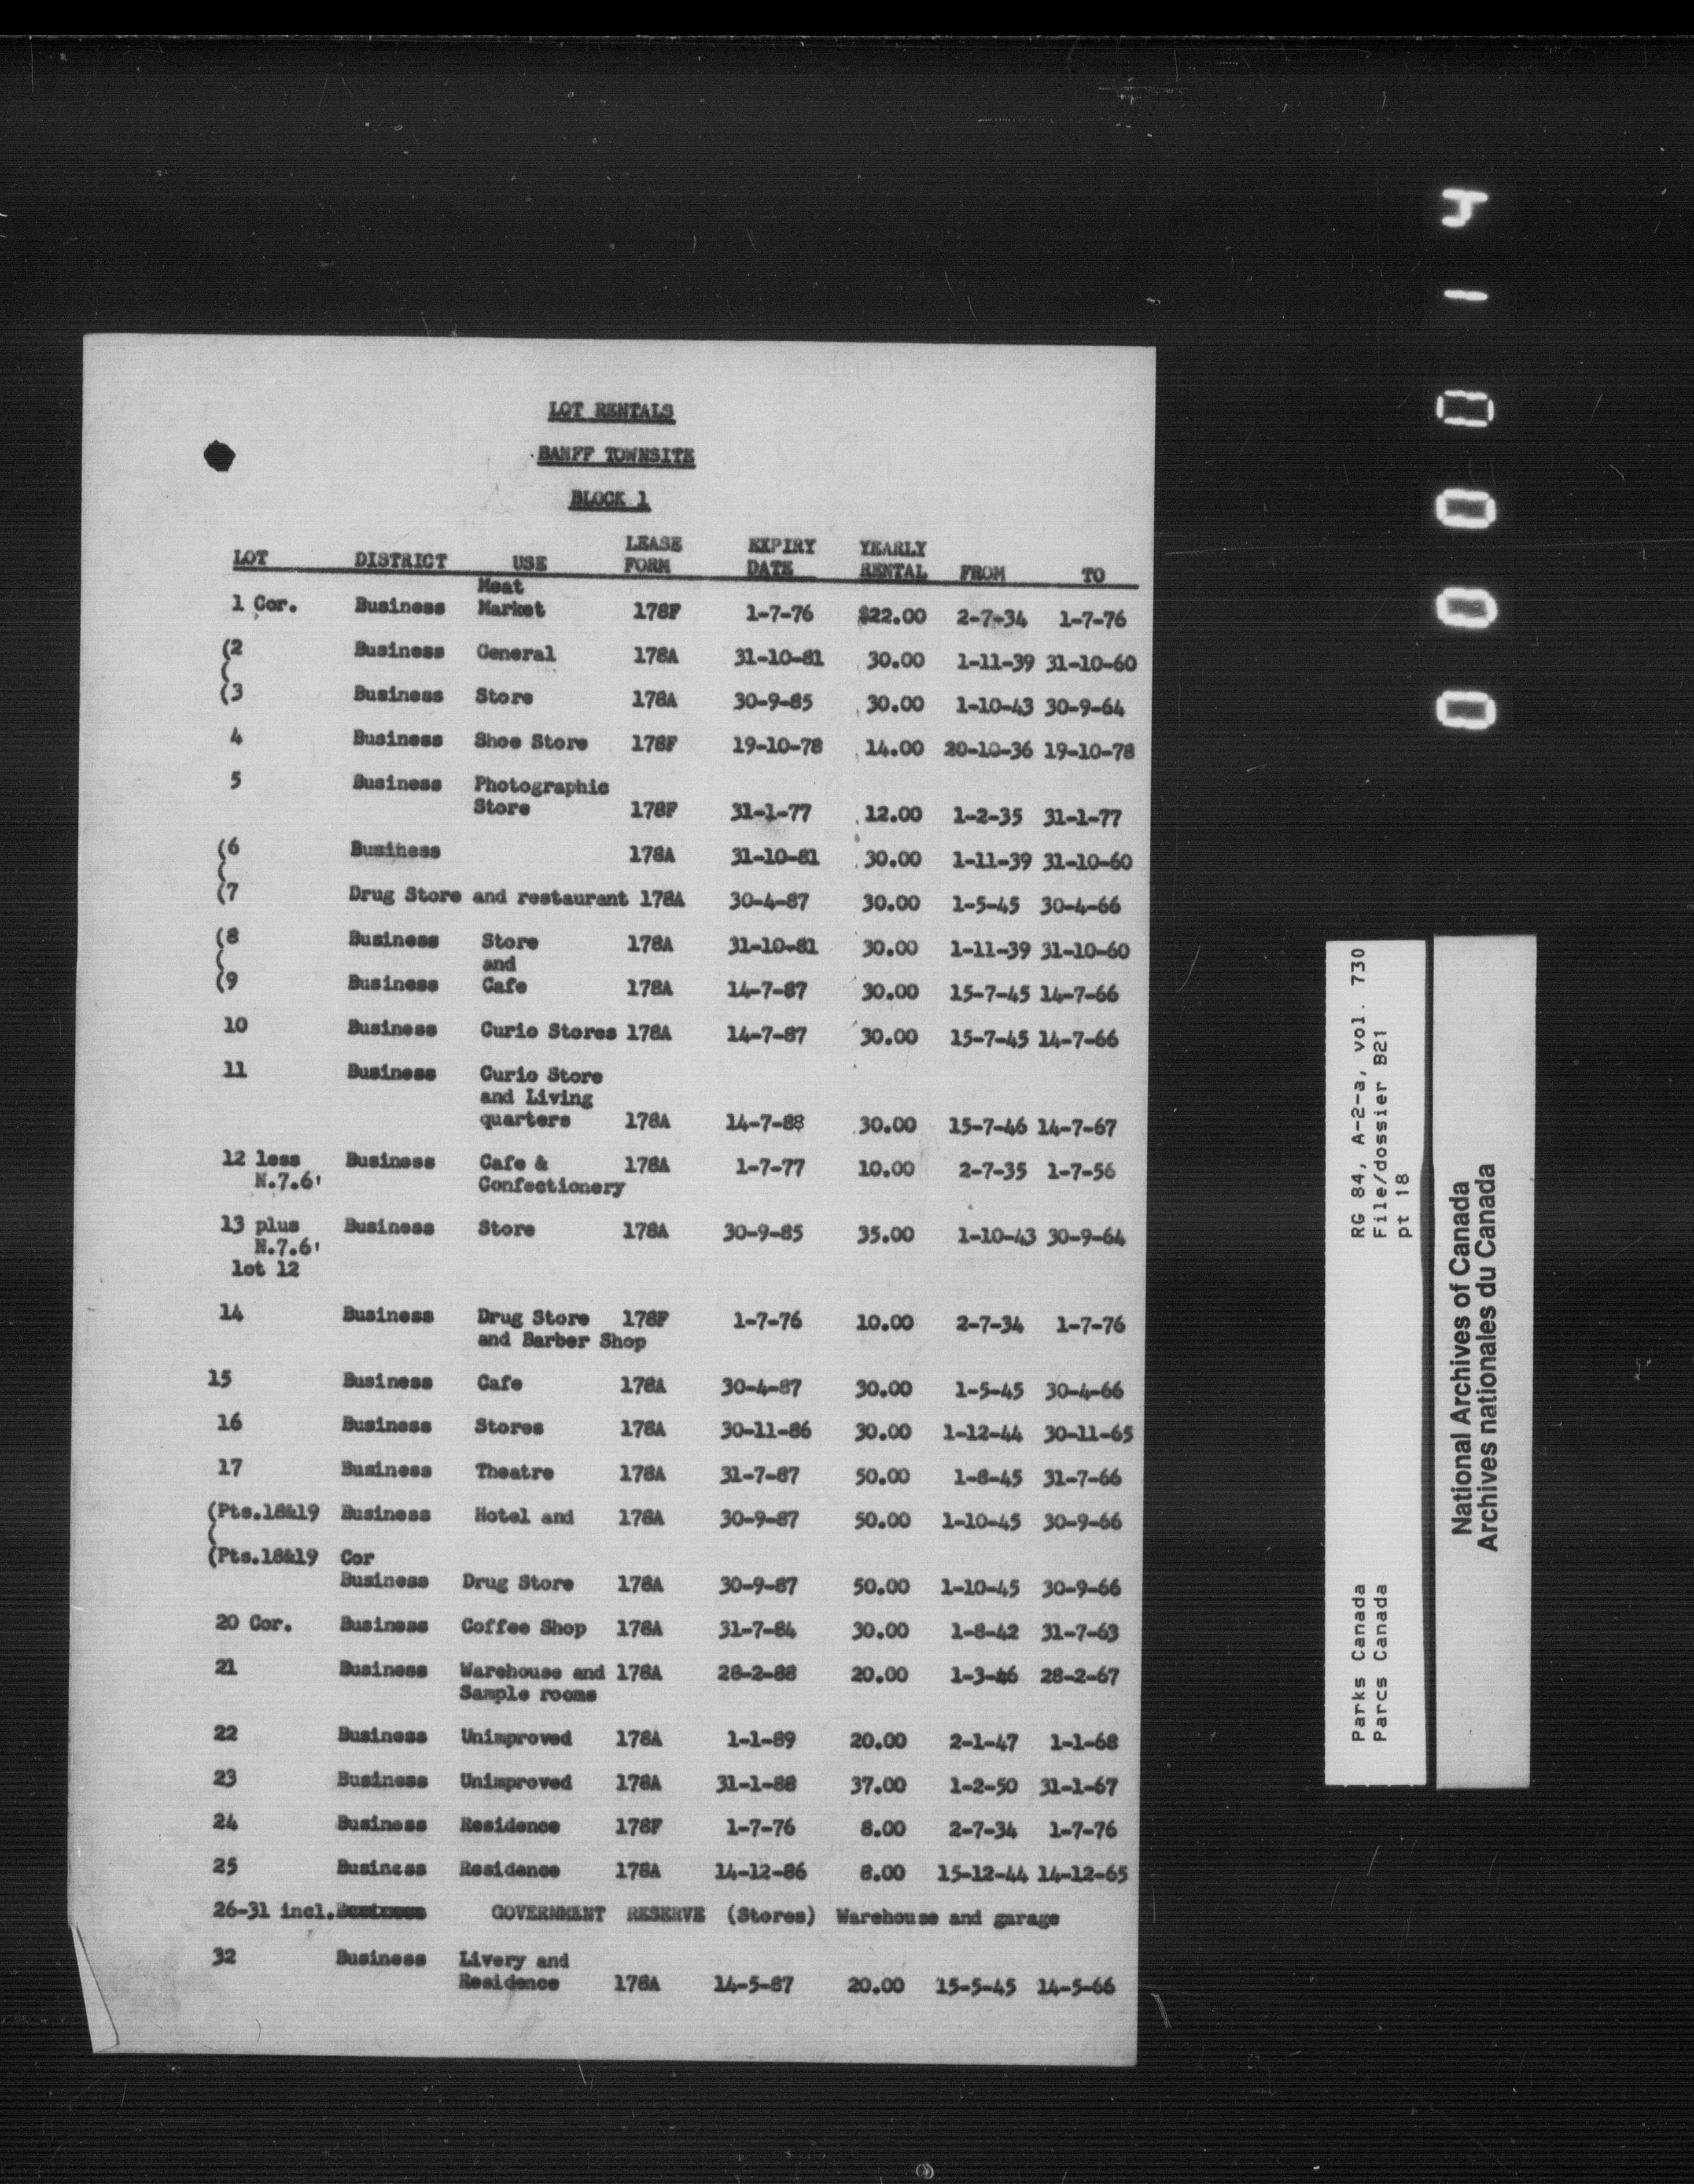 LOT RENTALS
BANFF TOWNSITE
BLOCK 1
LOT DISTRICT USE LEASE FORM EXPIRY DATE YEARLY RENTAL FROM TO
Meat
1 Cor. Business Market 178F 1-7-76 $22.00 2-7-34 1-7-76
(2 Business General 178A 31-10-81 30.00 1-11-39 31-10-60
(
(3 Business Store 178A 30-9-85 30.00 1-10-43 30-9-64
4 Business Shoe Store 178F 19-10-78 14.00 20-10-36 19-10-78
5 Business Photographic
Store 178F 31-1-77 12.00 1-2-35 31-1-77
(6 Business 178A 31-10-81 30.00 1-11-39 31-10-60
(
(7 Drug Store and restaurant 178A 30-4-87 30.00 1-5-45 30-4-66
(8 Business Store 178A 31-10-81 30.00 1-11-39 31-10-60
( and
(9 Business Cafe 178A 14-7-87 30.00 15-7-45 14-7-66
10 Business Curio Stores 178A 14-7-87 30.00 15-7-45 14-7-66
11 Business Curio Store
and Living
quarters 178A 14-7-88 30.00 15-7-46 14-7-67
12 less Business Cafe & 178A 1-7-77 10.00 2-7-35 1-7-56
N.7.6' Confectionery
13 plus Business Store 178A 30-9-85 35.00 1-10-43 30-9-64
N.7.6'
lot 12
14 Business Drug Store 178F 1-7-76 10.00 2-7-34 1-7-76
and Barber Shop
15 Business Cafe 178A 30-4-87 30.00 1-5-45 30-4-66
16 Business Stores 178A 30-11-86 30.00 1-12-44 30-11-65
17 Business Theatre 178A 31-7-87 50.00 1-8-45 31-7-66
(Pts.18&19 Business Hotel and 178A 30-9-87 50.00 1-10-45 30-9-66
(
(Pts.18&19 Cor
Business Drug Store 178A 30-9-87 50.00 1-10-45 30-9-66
20 Cor. Business Coffee Shop 178A 31-7-84 30.00 1-8-42 31-7-63
21 Business Warehouse and 178A 28-2-88 20.00 1-3-46 28-2-67
Sample rooms
22 Business Unimproved 178A 1-1-89 20.00 2-1-47 1-1-68
23 Business Unimproved 178A 31-1-88 37.00 1-2-50 31-1-67
24 Business Residence 178F 1-7-76 8.00 2-7-34 1-7-76
25 Business Residence 178A 14-12-86 8.00 15-12-44 14-12-65
26-31 incl. Business GOVERNMENT RESERVE (Stores) Warehouse and garage
32 Business Livery and
Residence 178A 14-5-87 20.00 15-5-45 14-5-66
Parks Canada RG 84, A-2-a, vol. 730
Parcs Canada File/dossier B21
pt 18
National Archives of Canada
Archives nationales du Canada